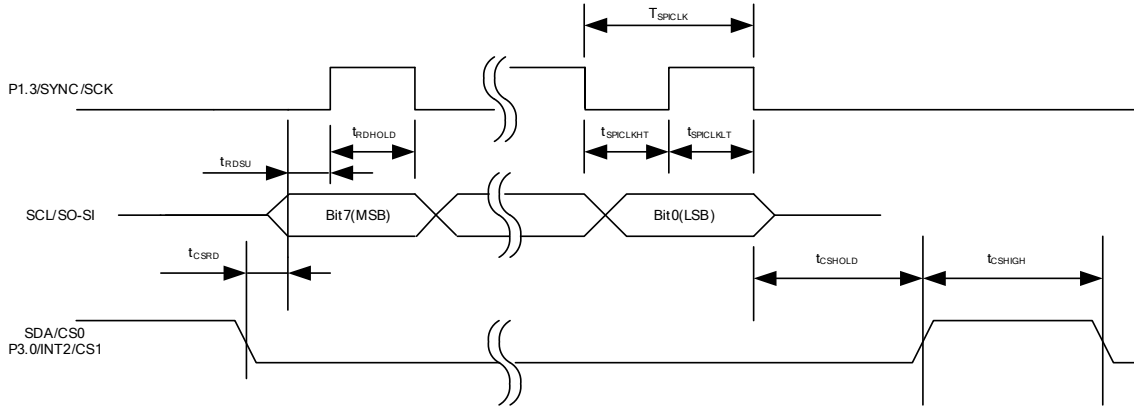 TSPICLK
P1.3/SYNC/SCK
tRDHOLD
tSPICLKHT
tSPICLKLT
tRDSU
SCL/SO-SI
Bit7(MSB)
Bit0(LSB)
tCSRD
tCSHOLD
tCSHIGH
SDA/CS0
P3.0/INT2/CS1